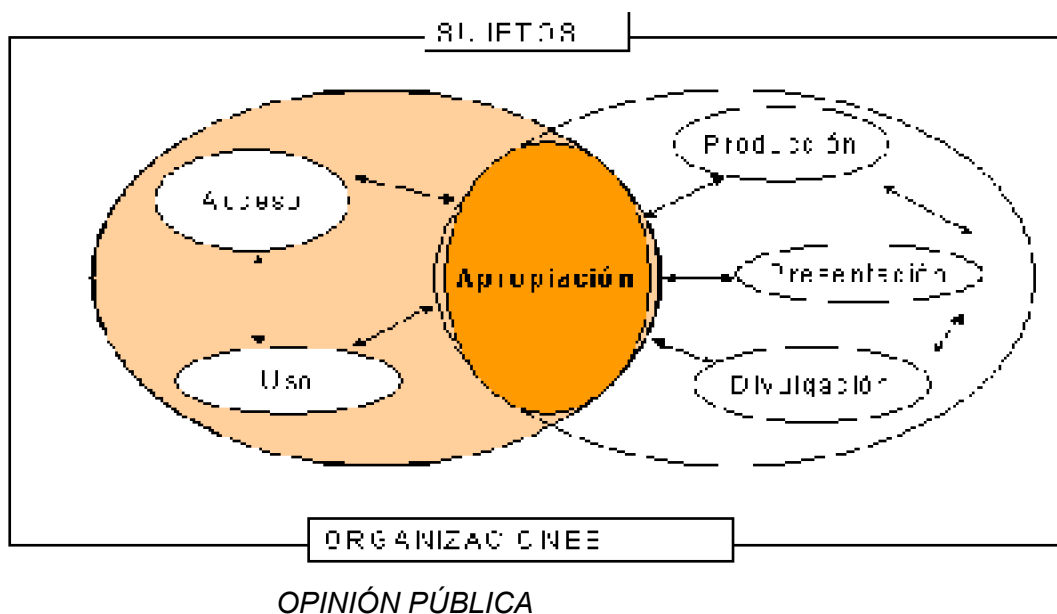 SUJETOS
Producción
Acceso
Apropiación
Presentación
Uso
Divulgación
ORGANIZACIONES
OPINIÓN PÚBLICA